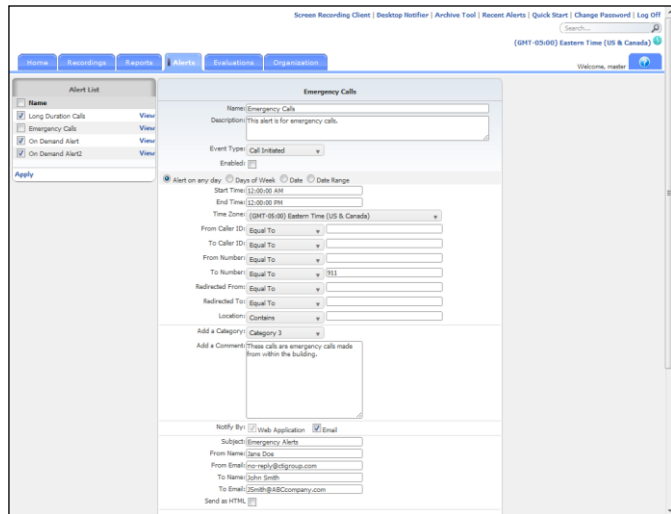 Screen Recording Client | Desktop Notifier | Archive Tool | Recent Alerts | Quick Start | Change Password | Log Off
Search...
(GMT-05:00) Eastern Time (US & Canada)
Home Recordings Reports Alerts Evaluations Organization
Welcome, master
Alert List
Name
Long Duration Calls View
Emergency Calls View
On Demand Alert View
On Demand Alert2 View
Apply
Emergency Calls
Name: Emergency Calls
Description: This alert is for emergency calls.
Event Type: Call Initiated
Enabled:
Alert on any day Days of Week Date Date Range
Start Time: 12:00:00 AM
End Time: 12:00:00 PM
Time Zone: (GMT-05:00) Eastern Time (US & Canada)
From Caller ID: Equal To
To Caller ID: Equal To
From Number: Equal To
To Number: Equal To 911
Redirected From: Equal To
Redirected To: Equal To
Location: Contains
Add a Category: Category 3
Add a Comment: These calls are emergency calls made
from within the building.
Notify By: Web Application Email
Subject: Emergency Alerts
From Name: Jane Doe
From Email: no-reply@ctigroup.com
To Name: John Smith
To Email: JSmith@ABCcompany.com
Send as HTML